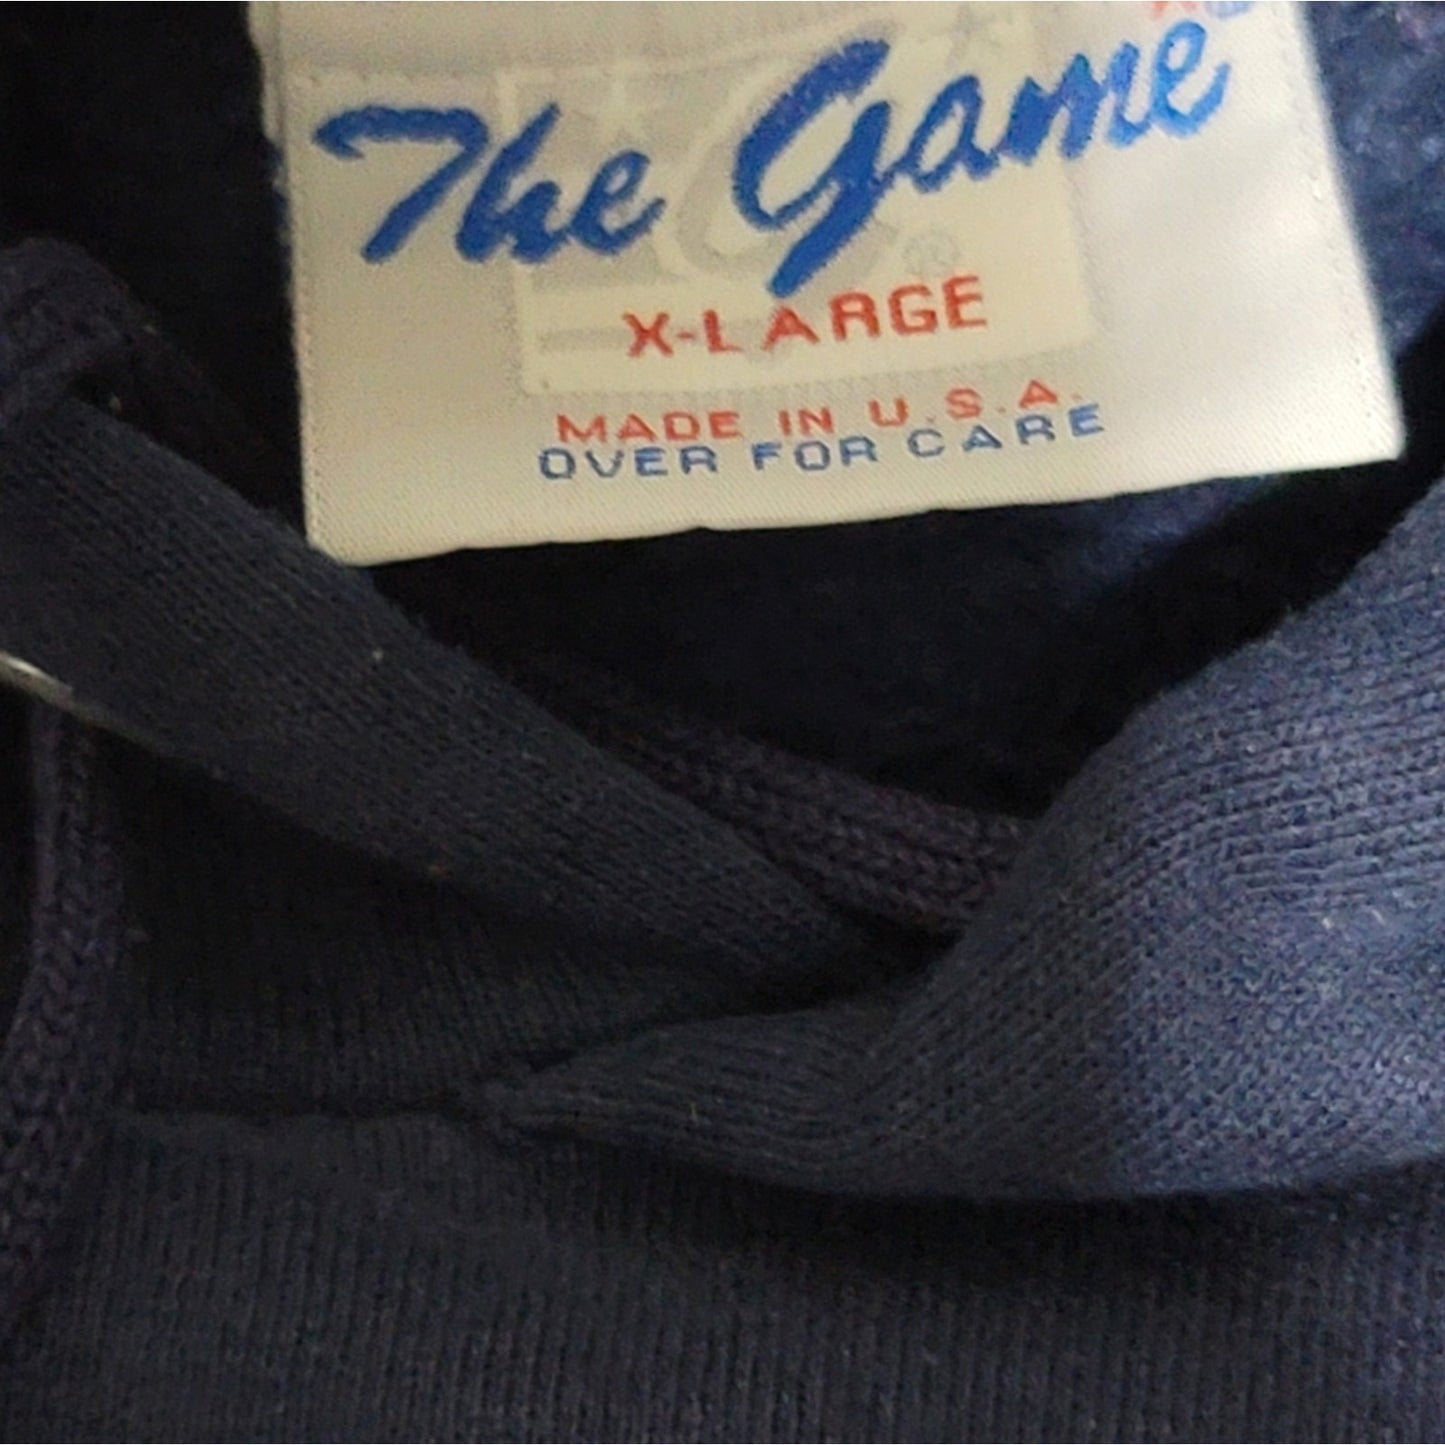 The Game
X-LARGE
MADE IN U.S.A.
OVER FOR CARE